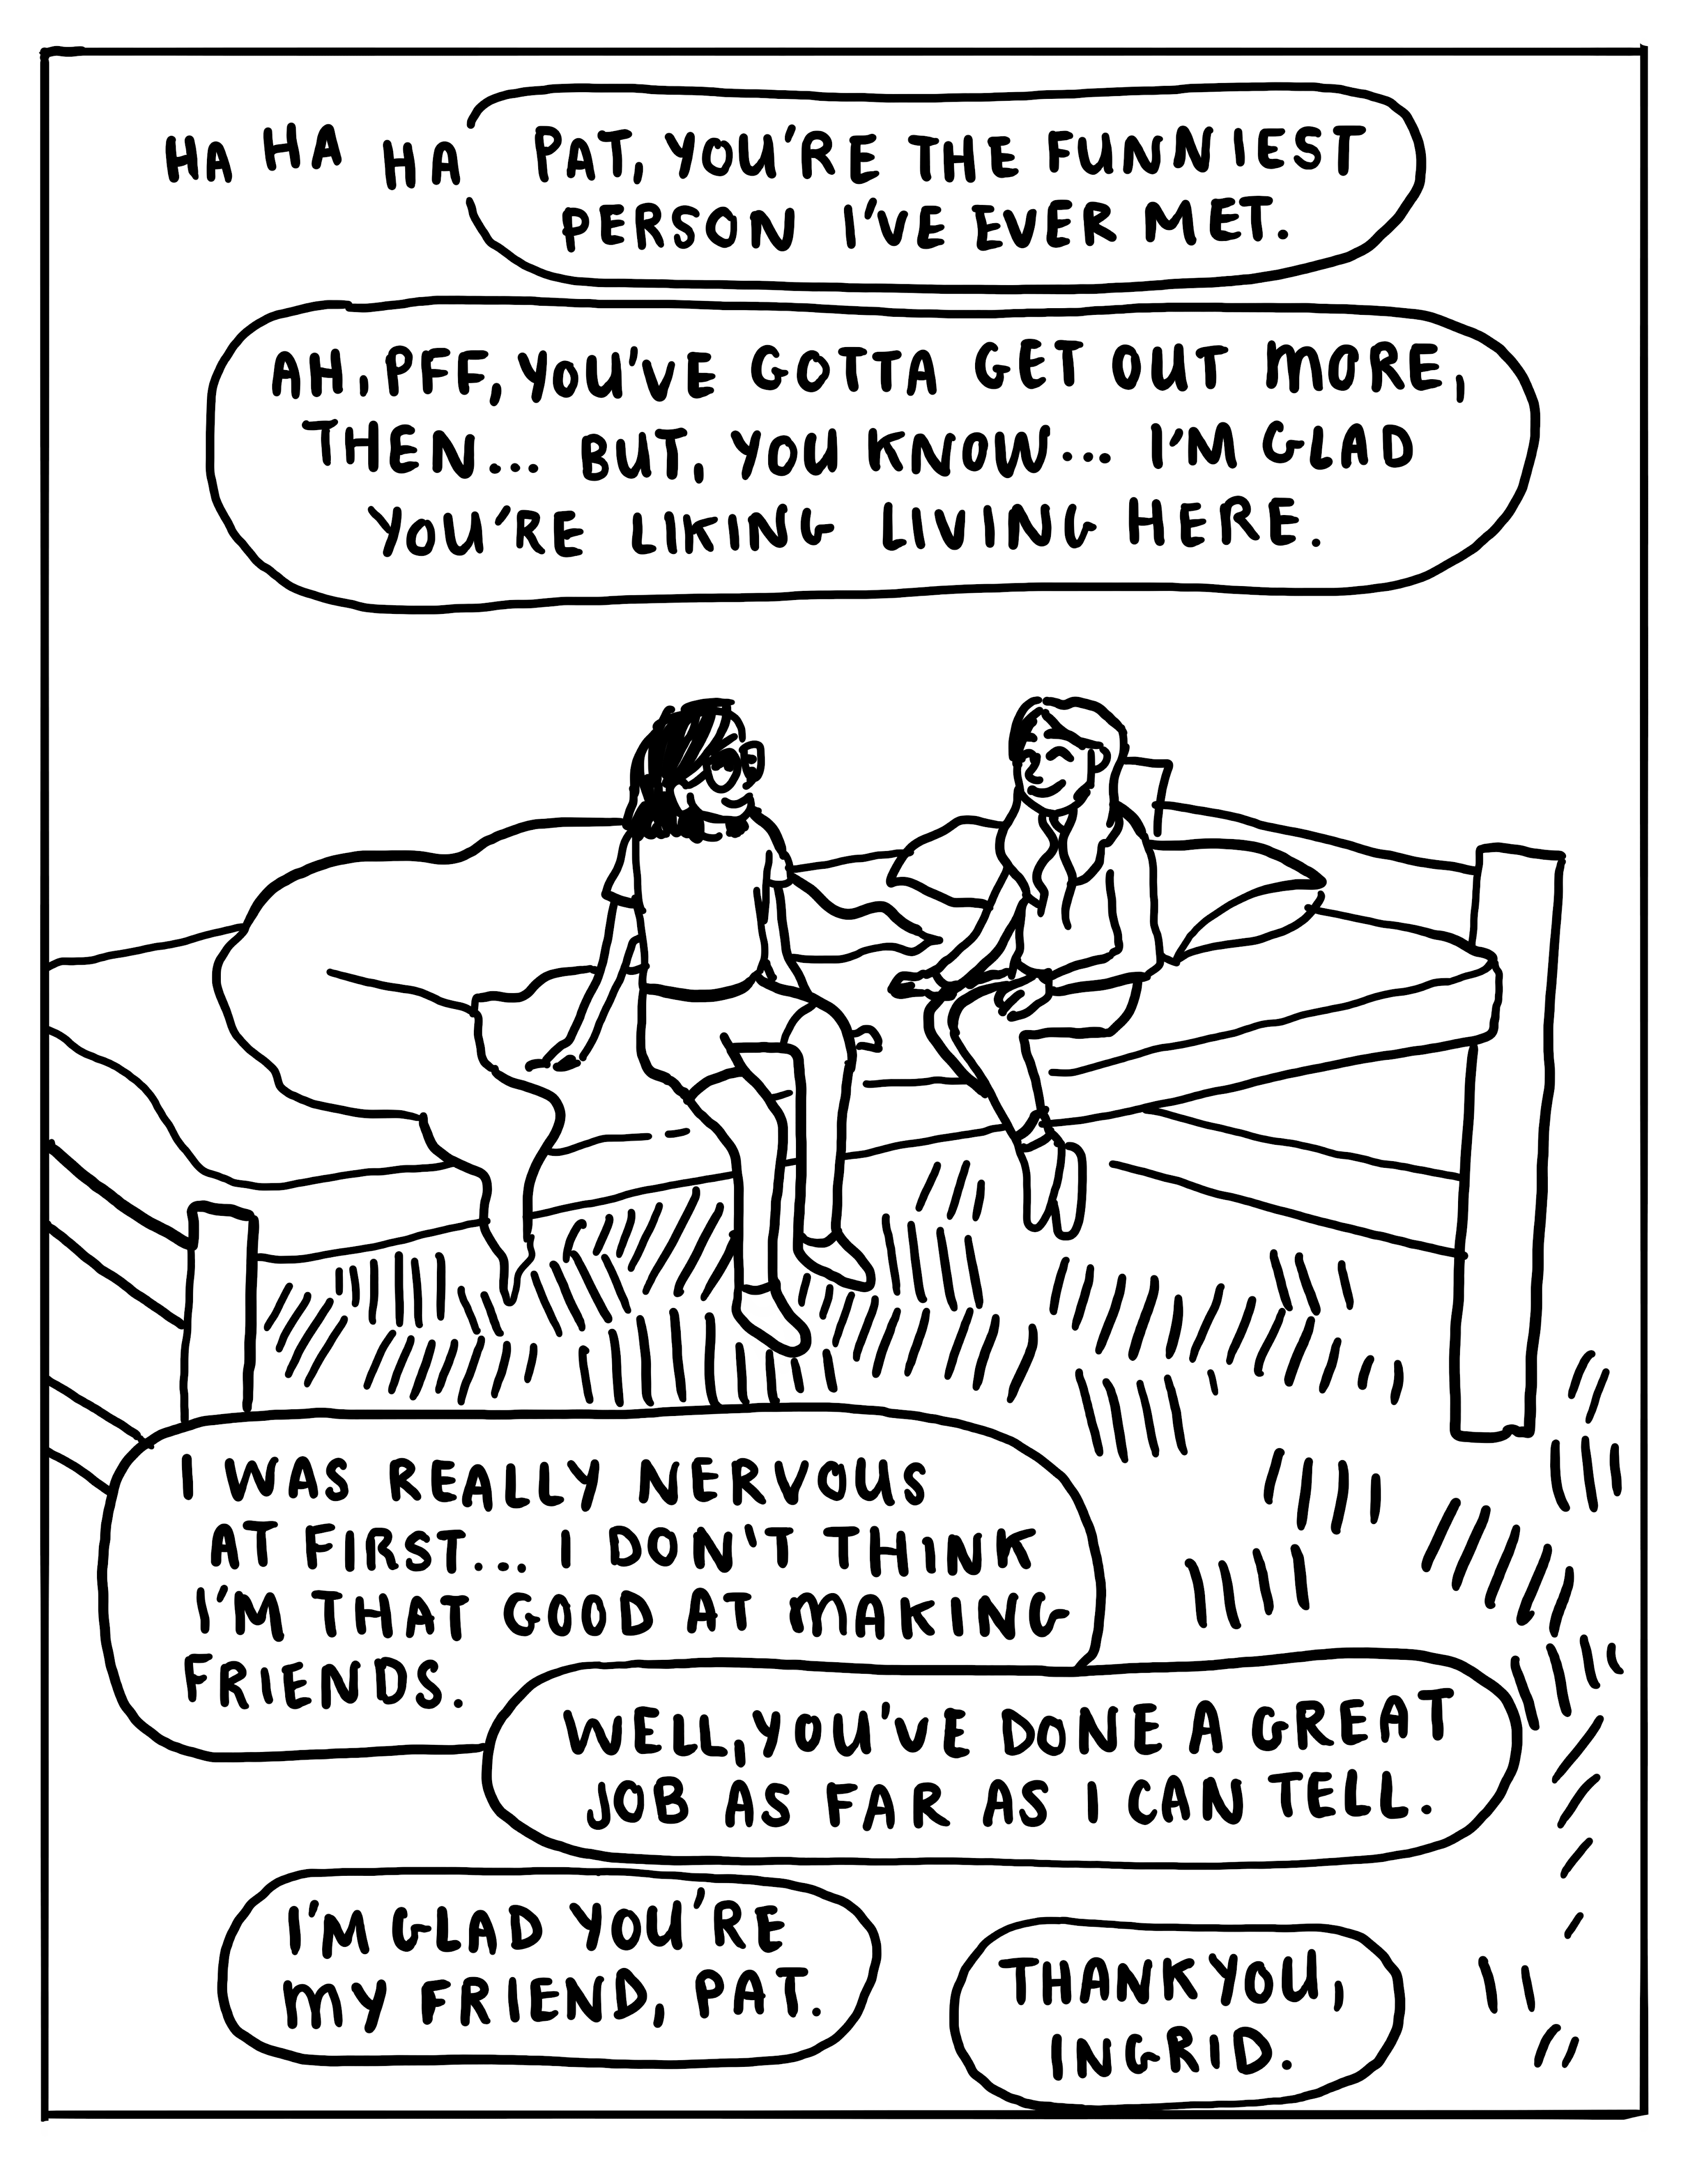 HA HA HA PAT, YOU'RE THE FUNNIEST
PERSON I'VE EVER MET.
AH, PFF, YOU'VE GOTTA GET OUT MORE,
THEN... BUT, YOU KNOW... I'M GLAD
YOU'RE LIKING LIVING HERE.
I WAS REALLY NERVOUS
AT FIRST... I DON'T THINK
I'M THAT GOOD AT MAKING
FRIENDS.
WELL, YOU'VE DONE A GREAT
JOB AS FAR AS I CAN TELL.
I'M GLAD YOU'RE
MY FRIEND, PAT.
THANK YOU,
INGRID.